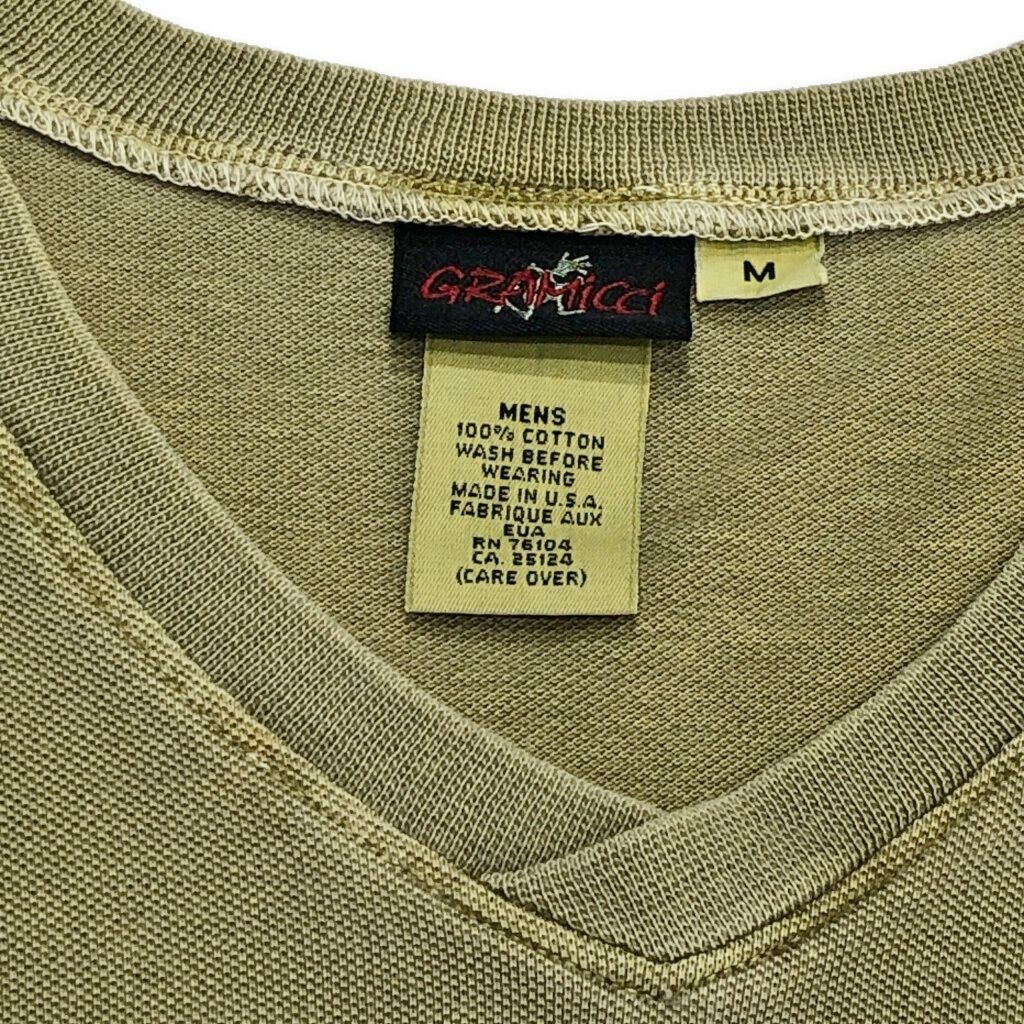 GRAMiCCi
M
MENS
100% COTTON
WASH BEFORE
WEARING
MADE IN U.S.A.
FABRIQUE AUX
EUA
RN 76104
CA. 25124
(CARE OVER)